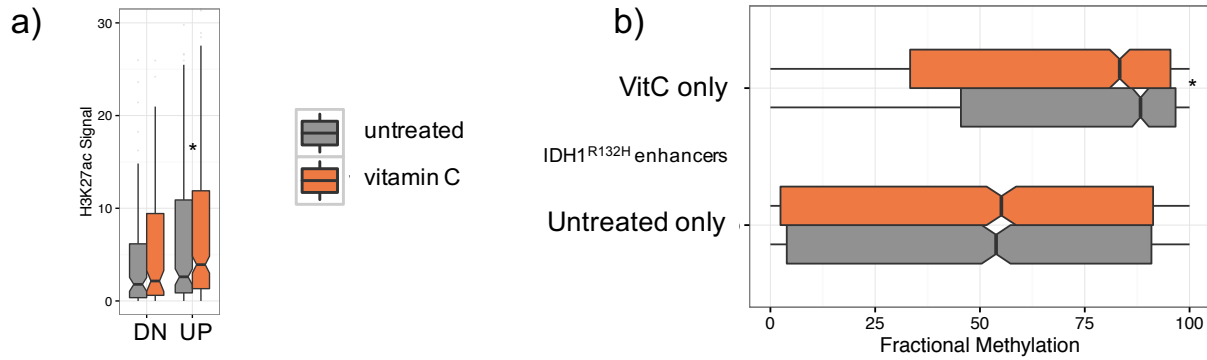 a)
30
20
10
0
H3K27ac Signal
*
DN UP
untreated
vitamin C
b)
VitC only
*
IDH1R132H enhancers
Untreated only
0 25 50 75 100
Fractional Methylation